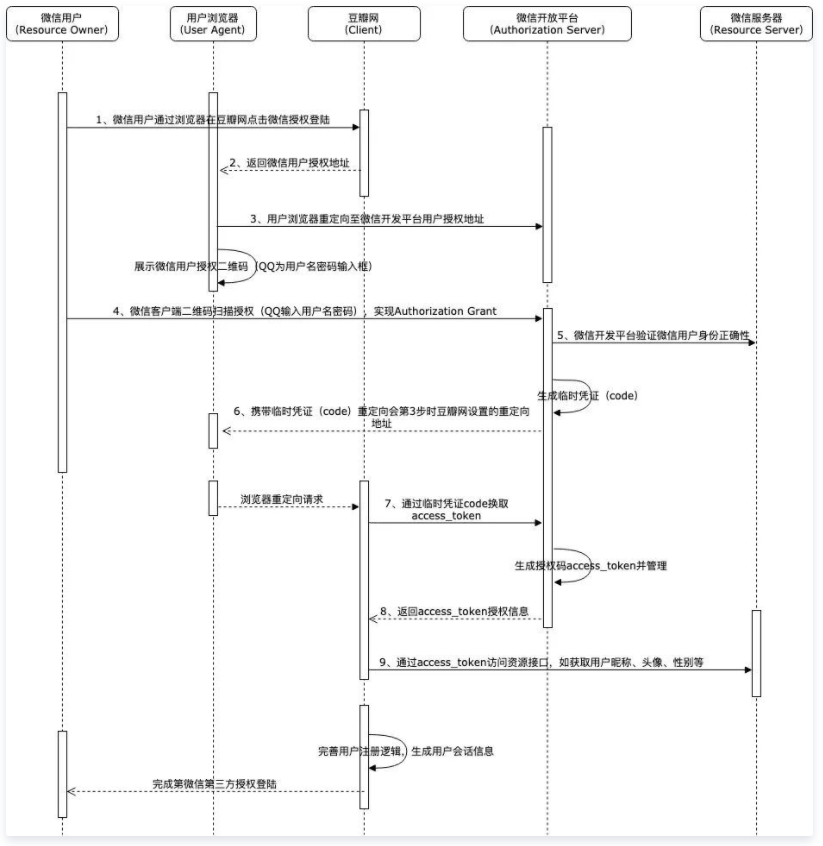 微信用户
(Resource Owner)
用户浏览器
(User Agent)
豆瓣网
(Client)
微信开放平台
(Authorization Server)
微信服务器
(Resource Server)
1、微信用户通过浏览器在豆瓣网点击微信授权登陆
2、返回微信用户授权地址
3、用户浏览器重定向至微信开发平台用户授权地址
展示微信用户授权二维码（QQ为用户名密码输入框）
4、微信客户端二维码扫描授权（QQ输入用户名密码），实现Authorization Grant
5、微信开发平台验证微信用户身份正确性
生成临时凭证（code）
6、携带临时凭证（code）重定向会第3步时豆瓣网设置的重定向
地址
浏览器重定向请求
7、通过临时凭证code换取
access_token
生成授权码access_token并管理
8、返回access_token授权信息
9、通过access_token访问资源接口，如获取用户昵称、头像、性别等
完善用户注册逻辑，生成用户会话信息
完成第微信第三方授权登陆